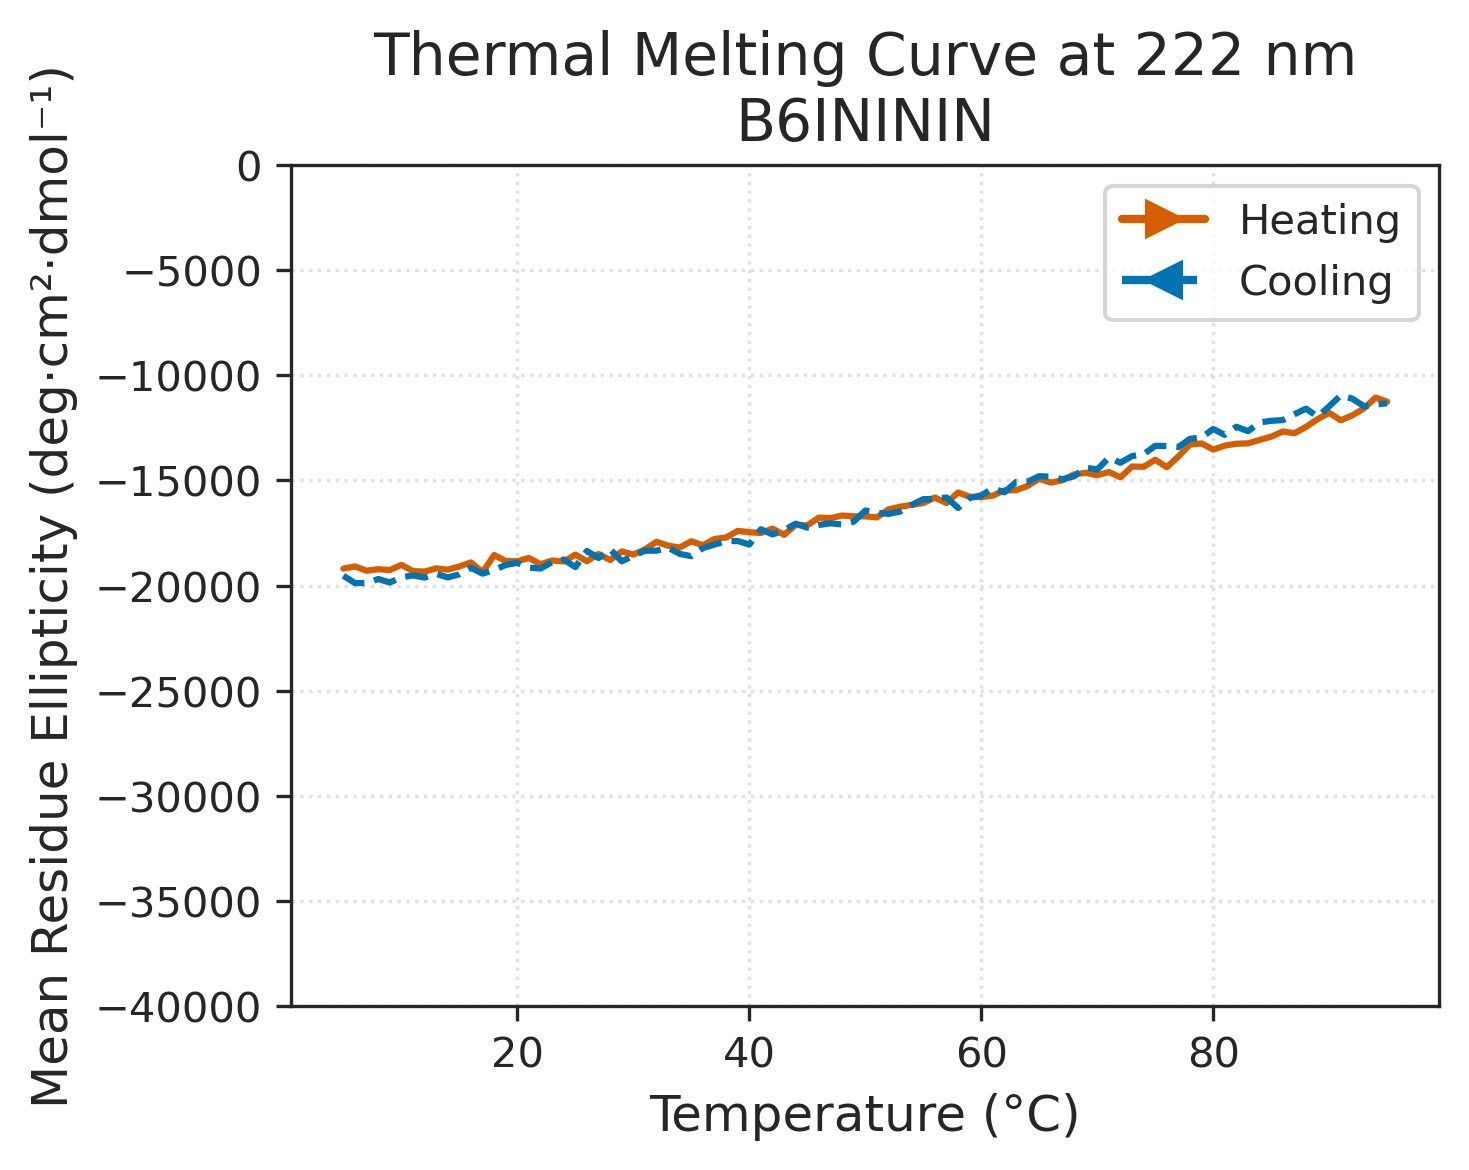 Thermal Melting Curve at 222 nm
B6INININ
Mean Residue Ellipticity (deg·cm²·dmol⁻¹)
0
−5000
−10000
−15000
−20000
−25000
−30000
−35000
−40000
Heating
Cooling
20 40 60 80
Temperature (°C)